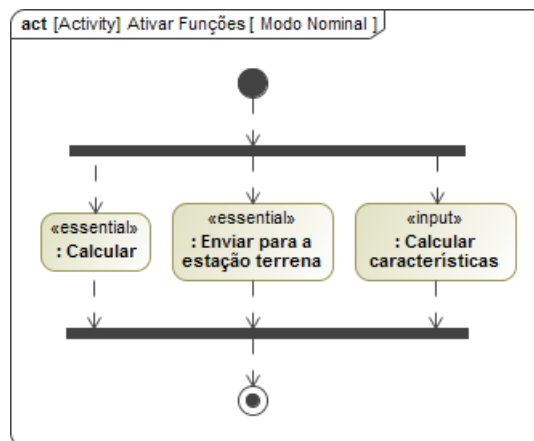 act [Activity] Ativar Funções [ Modo Nominal ]
«essential»
: Calcular
«essential»
: Enviar para a
estação terrena
«input»
: Calcular
características